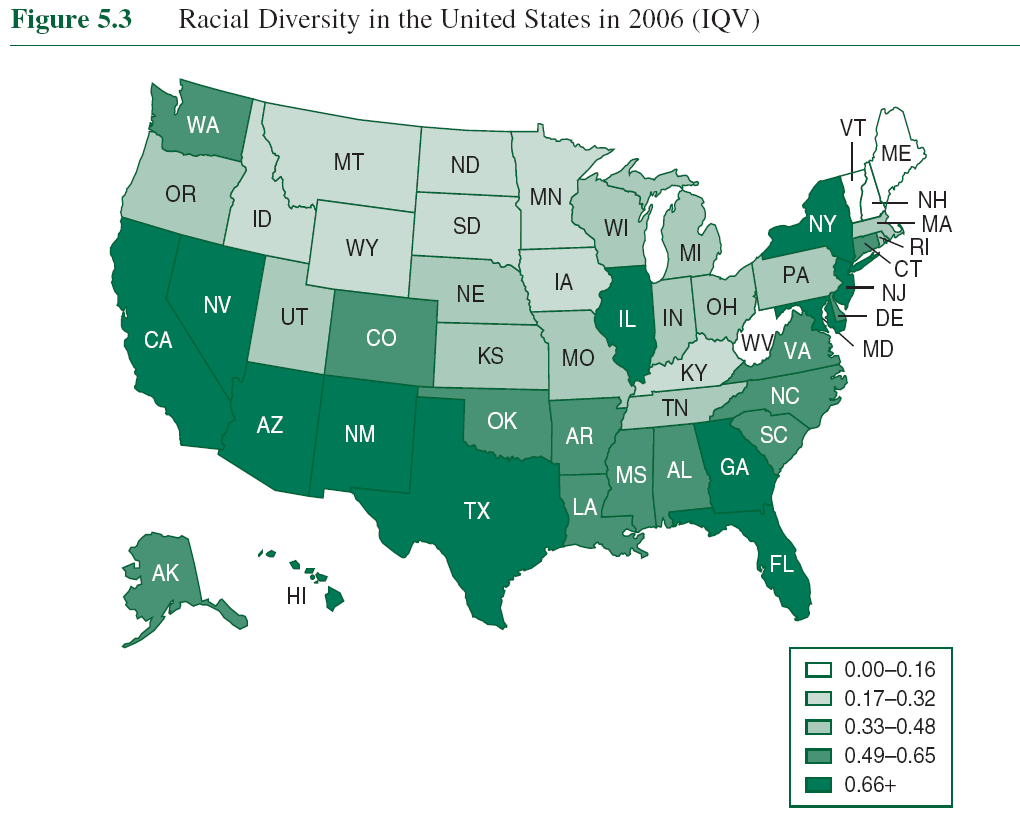 Figure 5.3 Racial Diversity in the United States in 2006 (IQV)
WA
VT
ME
MT
ND
OR
MN
ID
SD
WI
NH
NY
MA
WY
MI
RI
CT
IA
PA
NE
NJ
NV
UT
IL
IN
OH
DE
CA
CO
WV
VA
MD
KS
MO
KY
NC
TN
AZ
NM
OK
AR
SC
MS
AL
GA
TX
LA
FL
AK
HI
0.00–0.16
0.17–0.32
0.33–0.48
0.49–0.65
0.66+